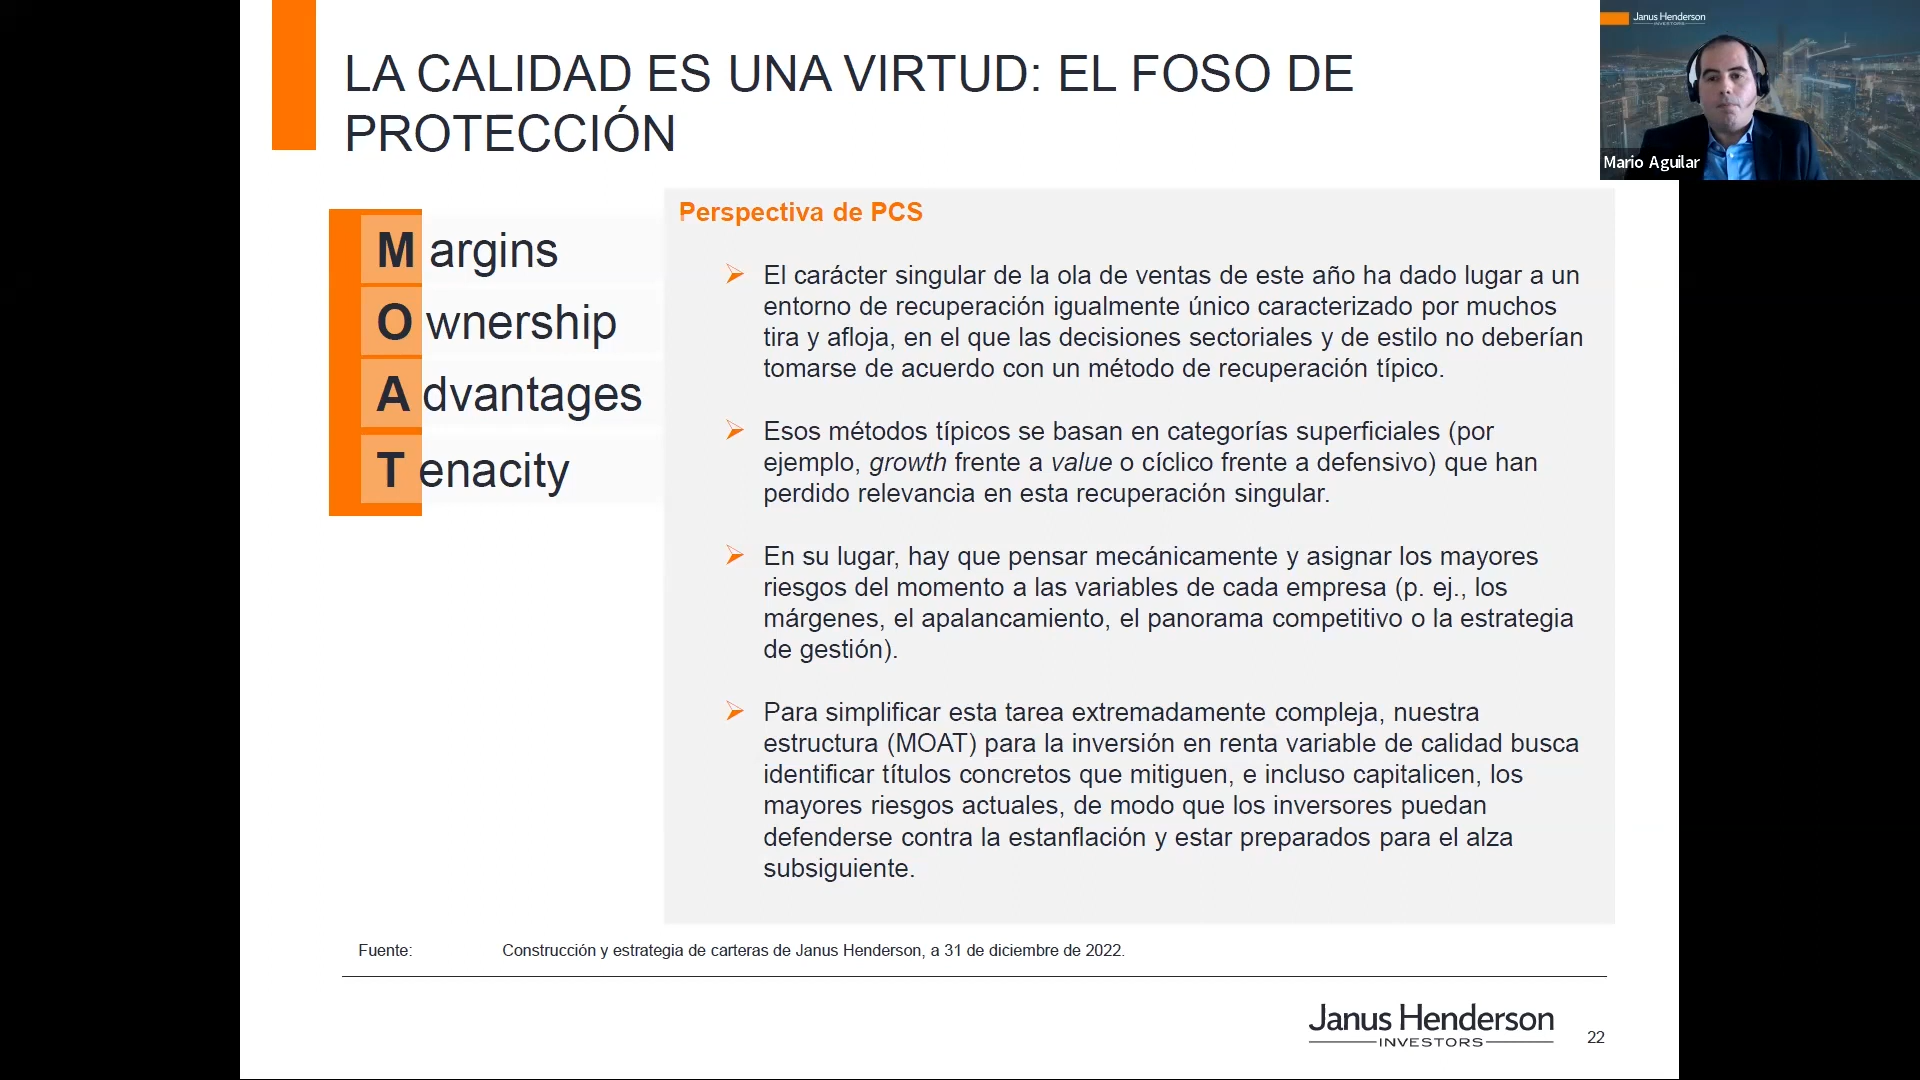 LA CALIDAD ES UNA VIRTUD: EL FOSO DE
PROTECCIÓN
Janus Henderson
INVESTORS
Mario Aguilar
Margins
Ownership
Advantages
Tenacity
Perspectiva de PCS
El carácter singular de la ola de ventas de este año ha dado lugar a un
entorno de recuperación igualmente único caracterizado por muchos
tira y afloja, en el que las decisiones sectoriales y de estilo no deberían
tomarse de acuerdo con un método de recuperación típico.
Esos métodos típicos se basan en categorías superficiales (por
ejemplo, growth frente a value o cíclico frente a defensivo) que han
perdido relevancia en esta recuperación singular.
En su lugar, hay que pensar mecánicamente y asignar los mayores
riesgos del momento a las variables de cada empresa (p. ej., los
márgenes, el apalancamiento, el panorama competitivo o la estrategia
de gestión).
Para simplificar esta tarea extremadamente compleja, nuestra
estructura (MOAT) para la inversión en renta variable de calidad busca
identificar títulos concretos que mitiguen, e incluso capitalicen, los
mayores riesgos actuales, de modo que los inversores puedan
defenderse contra la estanflación y estar preparados para el alza
subsiguiente.
Fuente: Construcción y estrategia de carteras de Janus Henderson, a 31 de diciembre de 2022.
Janus Henderson
INVESTORS
22